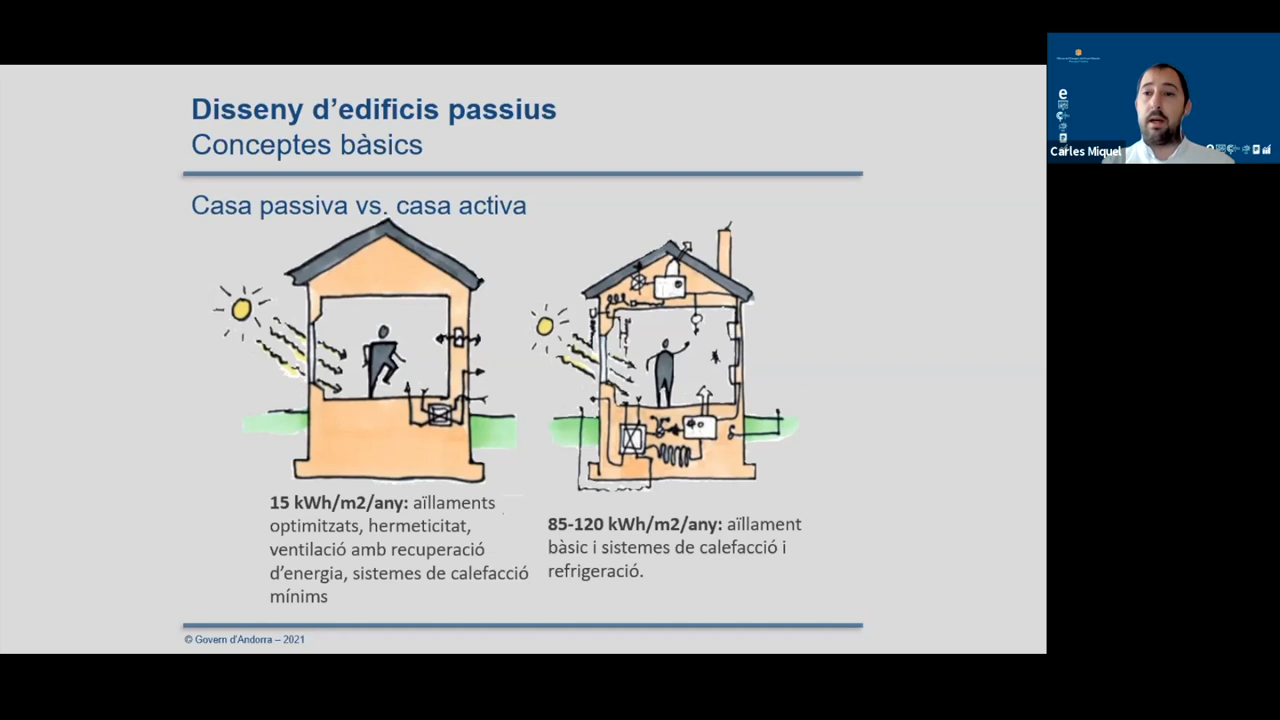 Disseny d'edificis passius
Conceptes bàsics
Casa passiva vs. casa activa
15 kWh/m2/any: aïllaments
optimitzats, hermeticitat,
ventilació amb recuperació
d'energia, sistemes de calefacció
mínims
85-120 kWh/m2/any: aïllament
bàsic i sistemes de calefacció i
refrigeració.
© Govern d'Andorra – 2021
e
Carles Miquel